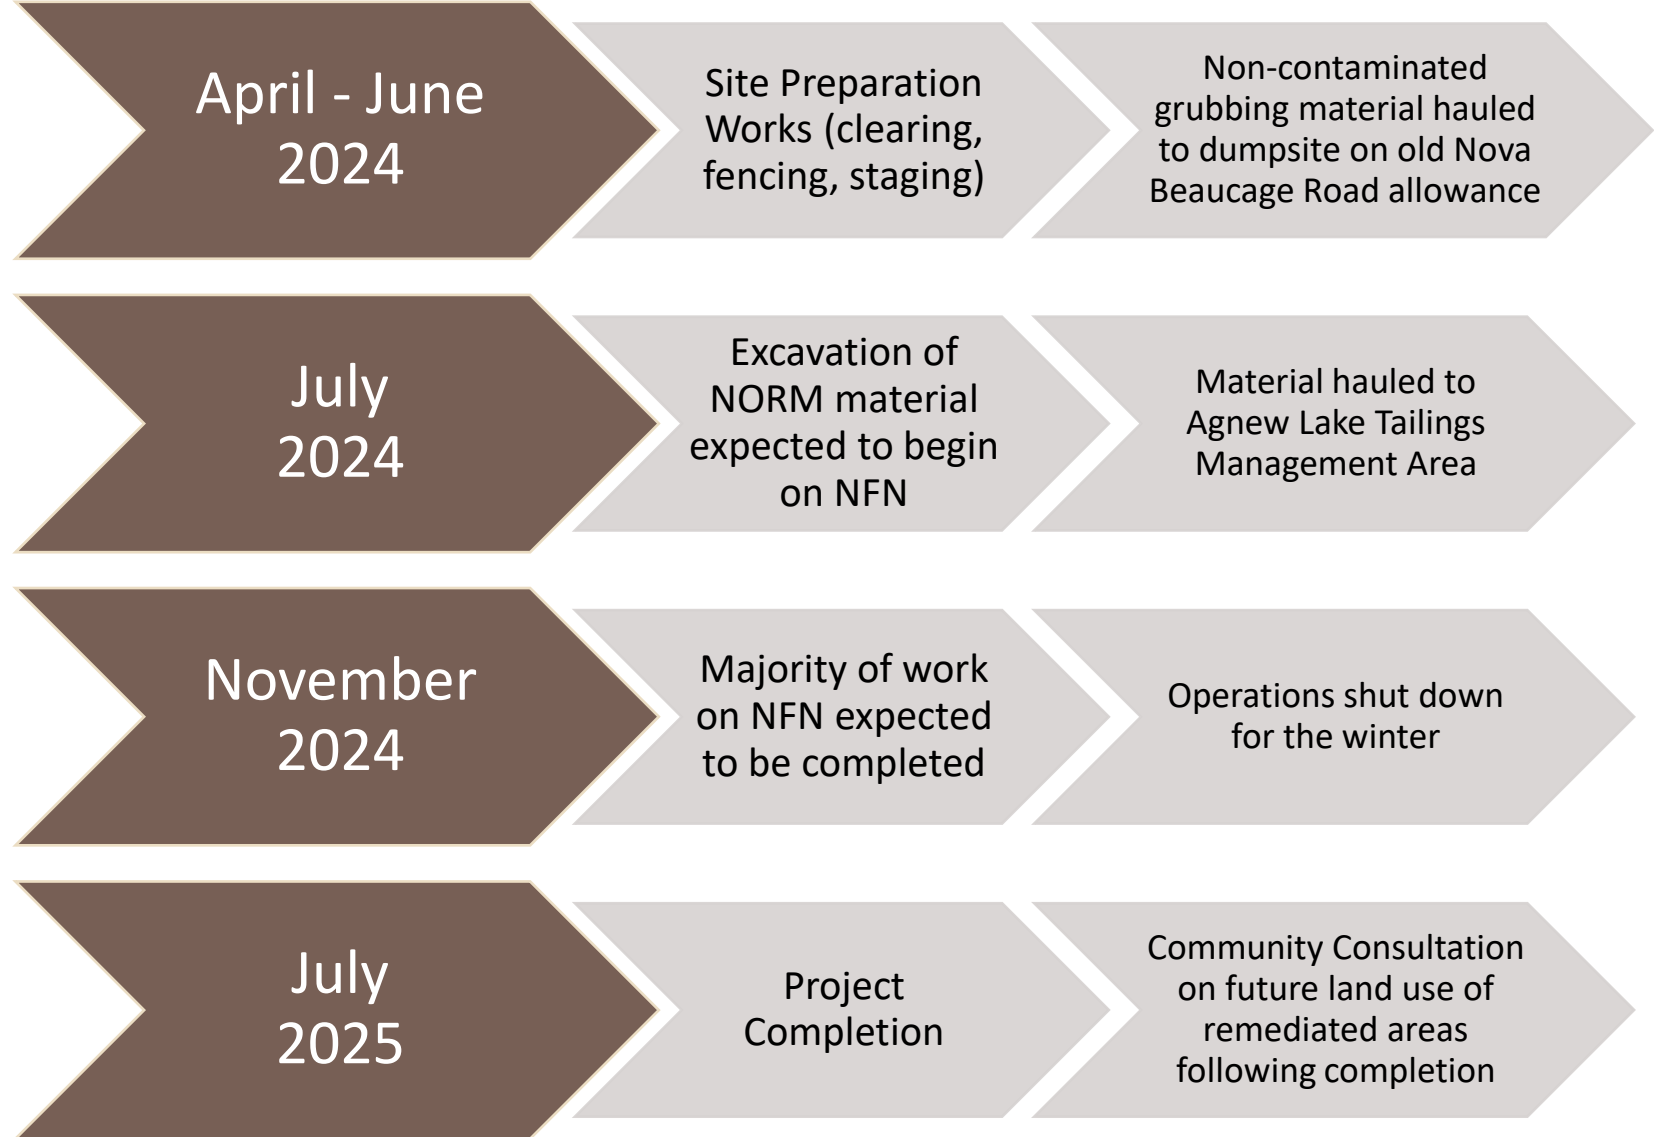 April - June
2024
Site Preparation
Works (clearing,
fencing, staging)
Non-contaminated
grubbing material hauled
to dumpsite on old Nova
Beaucage Road allowance
July
2024
Excavation of
NORM material
expected to begin
on NFN
Material hauled to
Agnew Lake Tailings
Management Area
November
2024
Majority of work
on NFN expected
to be completed
Operations shut down
for the winter
July
2025
Project
Completion
Community Consultation
on future land use of
remediated areas
following completion